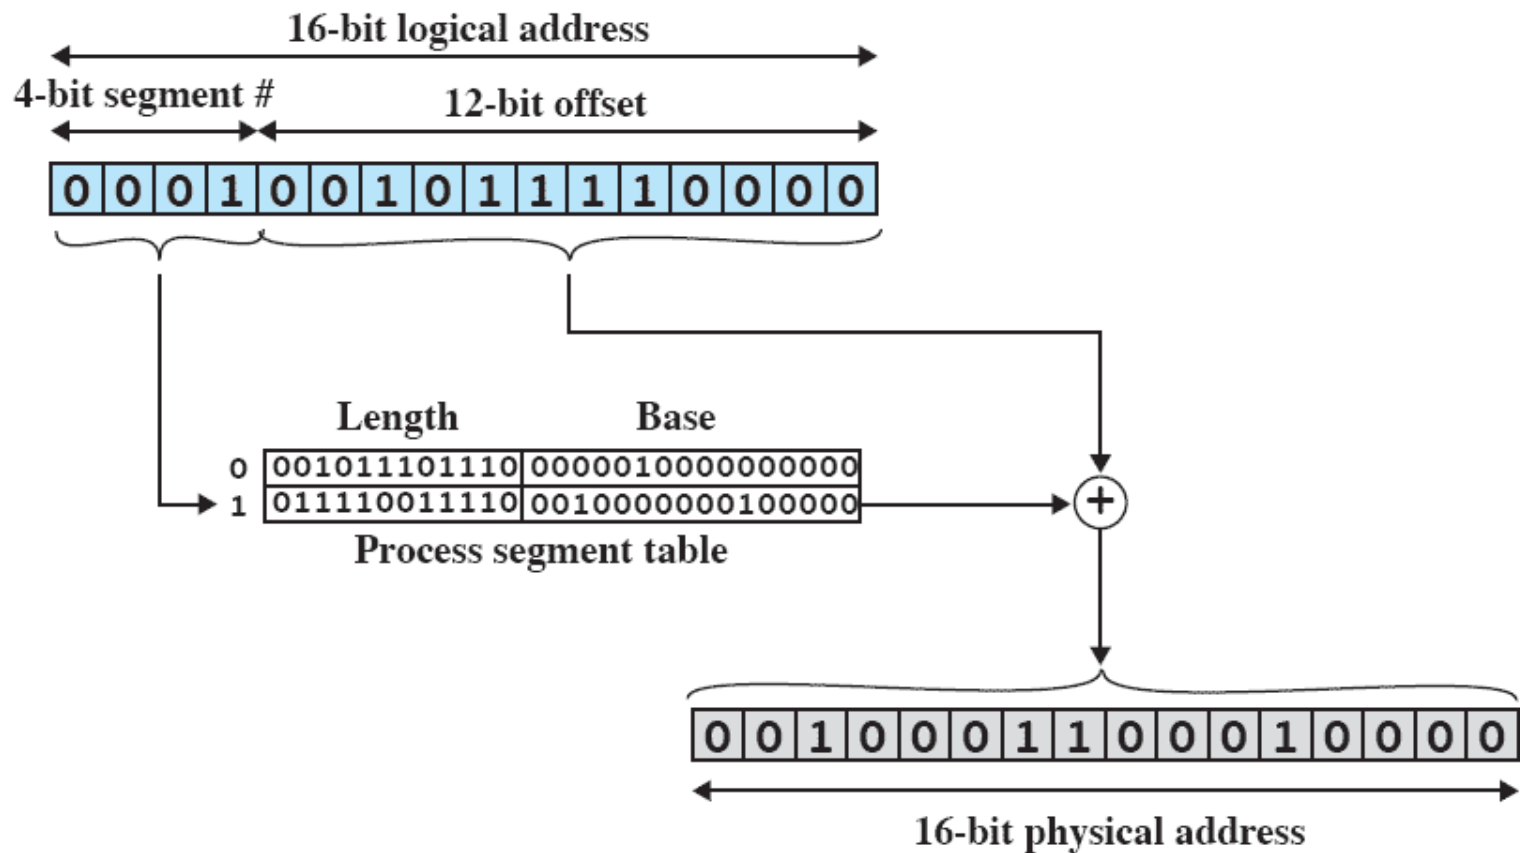 16-bit logical address
4-bit segment # 12-bit offset
0 0 0 1 0 0 1 0 1 1 1 1 0 0 0 0
Length Base
0 001011101110 0000010000000000
1 011110011110 0010000000100000
+
Process segment table
0 0 1 0 0 0 1 1 0 0 0 1 0 0 0 0
16-bit physical address